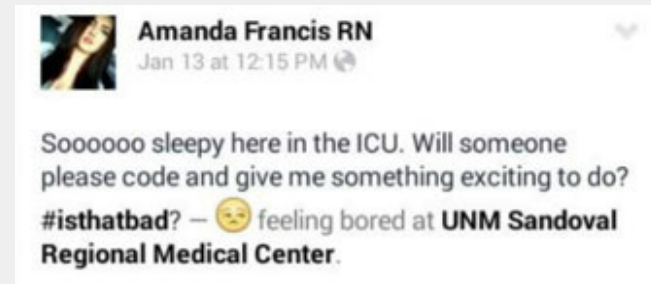 Amanda Francis RN
Jan 13 at 12:15 PM
Soooooo sleepy here in the ICU. Will someone
please code and give me something exciting to do?
#isthatbad? — feeling bored at UNM Sandoval
Regional Medical Center.